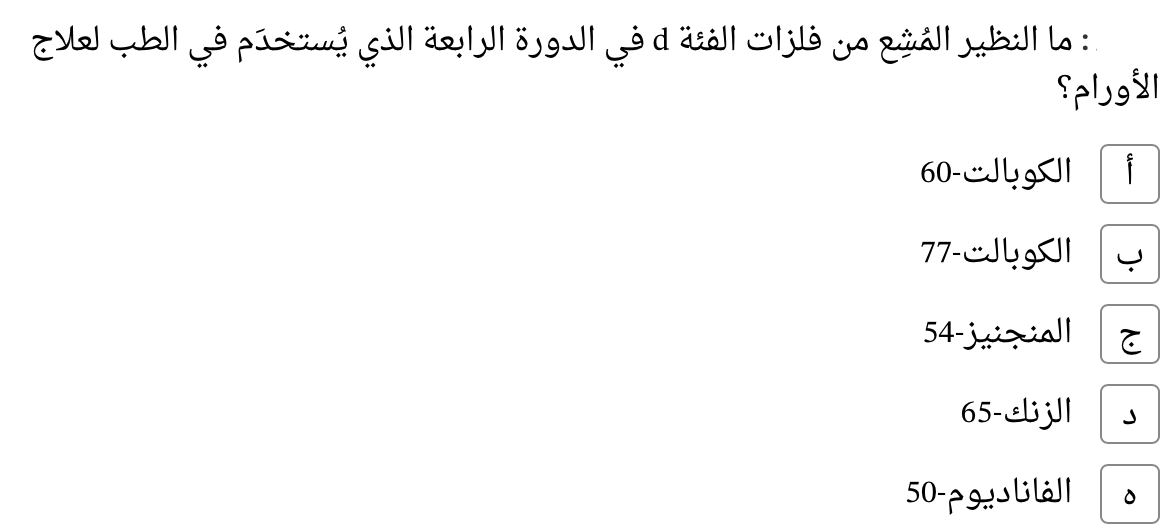 : ما النظير المُشِع من فلزات الفئة d في الدورة الرابعة الذي يُستخدَم في الطب لعلاج
الأورام؟
أ الكوبالت-60
ب الكوبالت-77
ج المنجنيز-54
د الزنك-65
ه الفاناديوم-50